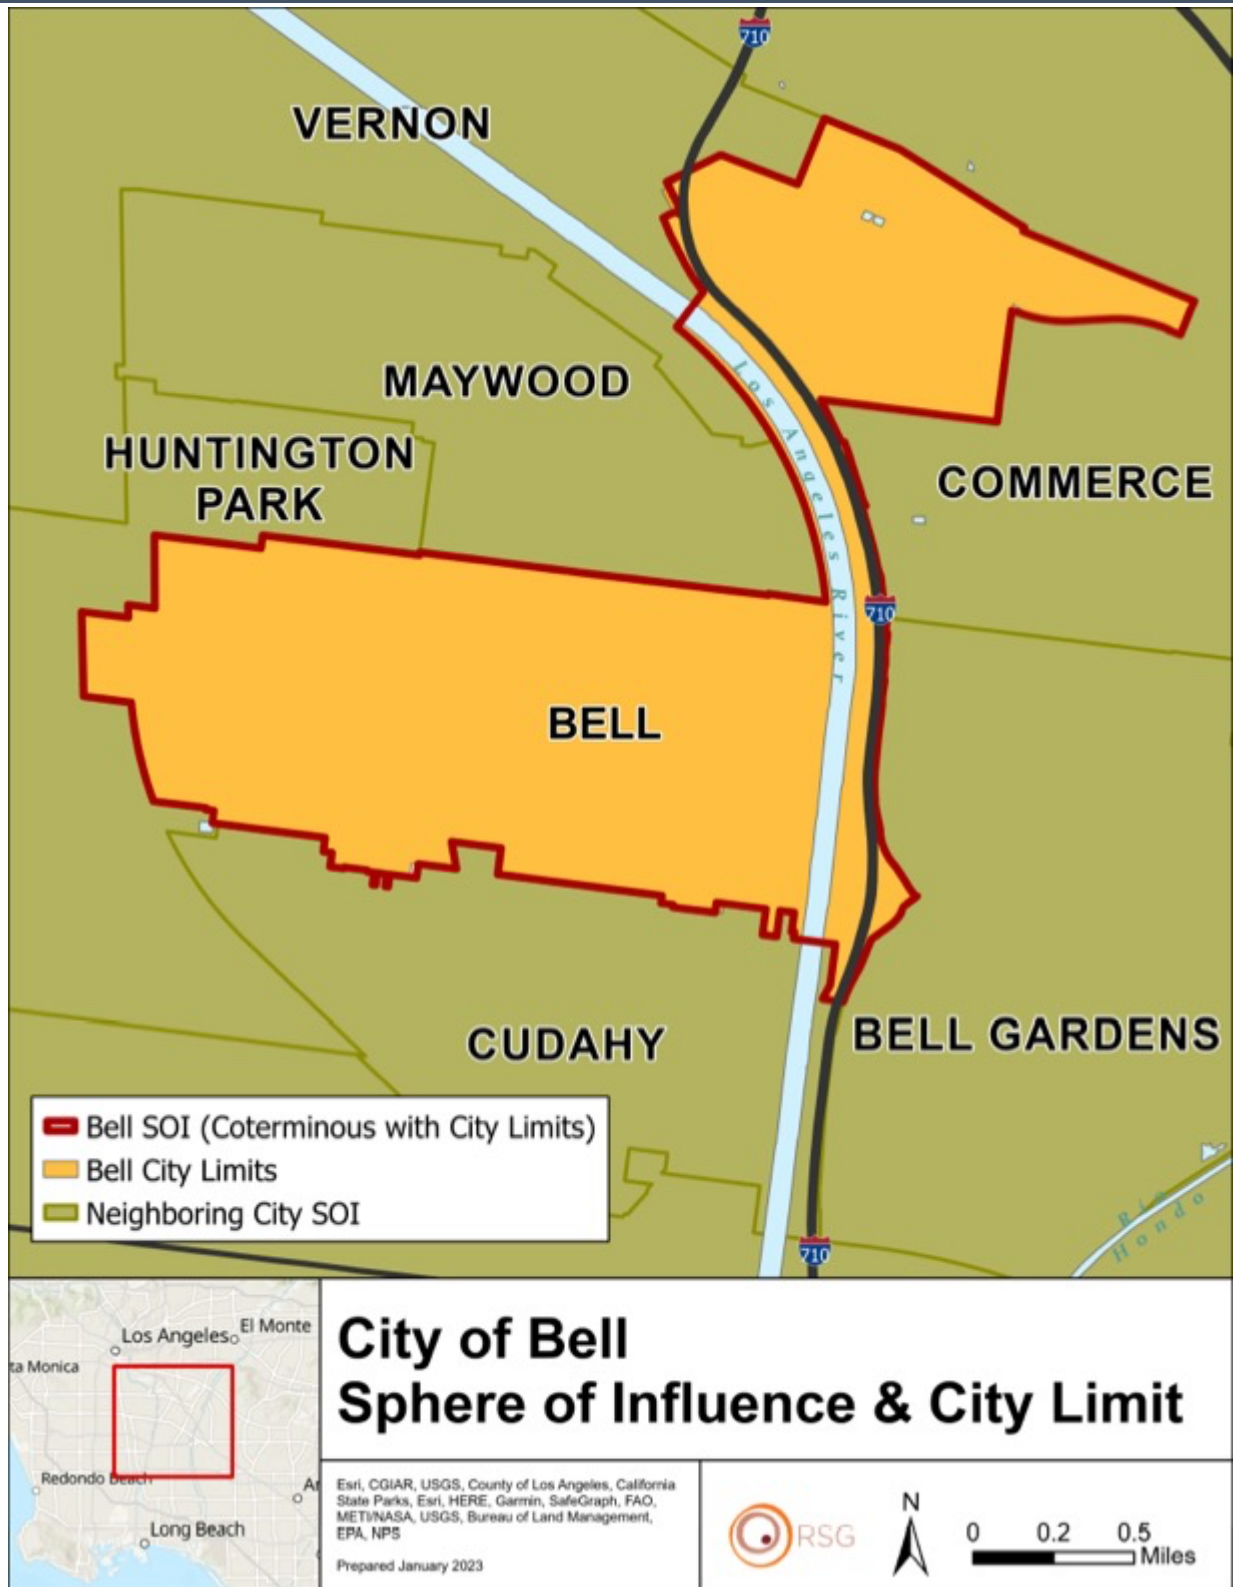 710
VERNON
MAYWOOD
HUNTINGTON
PARK
COMMERCE
Los Angeles River
710
BELL
CUDAHY
BELL GARDENS
Bell SOI (Coterminous with City Limits)
Bell City Limits
Neighboring City SOI
Rio
Hondo
710
Los Angeles
El Monte
ta Monica
Redondo Beach
Ar
Long Beach
City of Bell
Sphere of Influence & City Limit
Esri, CGIAR, USGS, County of Los Angeles, California
State Parks, Esri, HERE, Garmin, SafeGraph, FAO,
METI/NASA, USGS, Bureau of Land Management,
EPA, NPS
Prepared January 2023
RSG
N
0 0.2 0.5
Miles